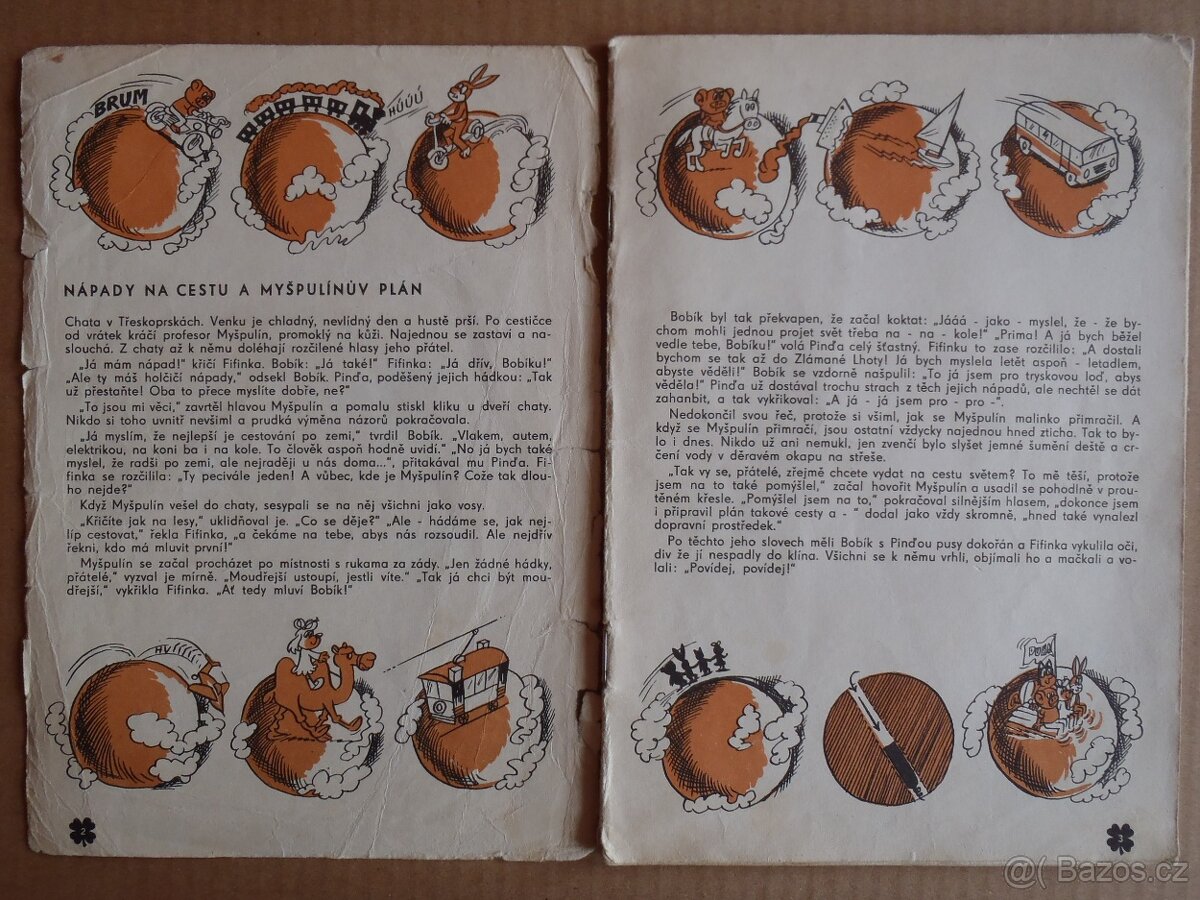 BRUM
HÚÚÚ
NÁPADY NA CESTU A MYŠPULÍNŮV PLÁN
Chata v Třeskoprskách. Venku je chladný, nevlídný den a hustě prší. Po cestičce
od vrátek kráčí profesor Myšpulín, promoklý na kůži. Najednou se zastaví a na-
slouchá. Z chaty až k němu doléhají rozčilené hlasy jeho přátel.
„Já mám nápad!“ křičí Fifinka. Bobík: „Já také!“ Fifinka: „Já dřív, Bobíku!“
„Ale ty máš holčičí nápady,“ odsekl Bobík. Pinďa, poděšený jejich hádkou: „Tak
už přestaňte! Oba to přece myslíte dobře, ne?“
„To jsou mi věci,“ zavrtěl hlavou Myšpulín a pomalu stiskl kliku u dveří chaty.
Nikdo si toho uvnitř nevšiml a prudká výměna názorů pokračovala.
„Já myslím, že nejlepší je cestování po zemi,“ tvrdil Bobík. „Vlakem, autem,
elektrikou, na koni ba i na kole. To člověk aspoň hodně uvidí.“ „No já bych také
myslel, že radši po zemi, ale nejraději u nás doma...“, přitakával mu Pinďa. Fi-
finka se rozčilila: „Ty pecivále jeden! A vůbec, kde je Myšpulín? Cože tak dlou-
ho nejde?“
Když Myšpulín vešel do chaty, sesypali se na něj všichni jako vosy.
„Křičíte jak na lesy,“ uklidňoval je. „Co se děje?“ „Ale - hádáme se, jak nej-
líp cestovat,“ řekla Fifinka, „a čekáme na tebe, abys nás rozsoudil. Ale nejdřív
řekni, kdo má mluvit první!“
Myšpulín se začal procházet po místnosti s rukama za zády. „Jen žádné hádky,
přátelé,“ vyzval je mírně. „Moudřejší ustoupí, jestli víte.“ „Tak já chci být mou-
dřejší,“ vykřikla Fifinka. „Ať tedy mluví Bobík!“
HV
2
Bobík byl tak překvapen, že začal koktat: „Jááá - jako - myslel, že - že by-
chom mohli jednou projet svět třeba na - na - kole!“ „Prima! A já bych běžel
vedle tebe, Bobíku!“ volá Pinďa celý šťastný. Fifinku to zase rozčililo: „A dostali
bychom se tak až do Zlámané Lhoty! Já bych myslela letět aspoň - letadlem,
abyste věděli!“ Bobík se vzdorně našpulil: „To já jsem pro tryskovou loď, abys
věděla!“ Pinďa už dostával trochu strach z těch jejich nápadů, ale nechtěl se dát
zahanbit, a tak vykřikoval: „A já - já jsem pro - pro -“.
Nedokončil svou řeč, protože si všiml, jak se Myšpulín malinko přimračil. A
když se Myšpulín přimračí, jsou ostatní vždycky najednou hned zticha. Tak to by-
lo i dnes. Nikdo už ani nemukl, jen zvenčí bylo slyšet jemné šumění deště a cr-
čení vody v děravém okapu na střeše.
„Tak vy se, přátelé, zřejmě chcete vydat na cestu světem? To mě těší, protože
jsem na to také pomýšlel,“ začal hovořit Myšpulín a usadil se pohodlně v prou-
těném křesle. „Pomýšlel jsem na to,“ pokračoval silnějším hlasem, „dokonce jsem
i připravil plán takové cesty a - “ dodal jako vždy skromně, „hned také vynalezl
dopravní prostředek.“
Po těchto jeho slovech měli Bobík s Pinďou pusy dokořán a Fifinka vykulila oči,
div že jí nespadly do klína. Všichni se k němu vrhli, objímali ho a mačkali a vo-
lali: „Povídej, povídej!“
3
@( Bazos.cz